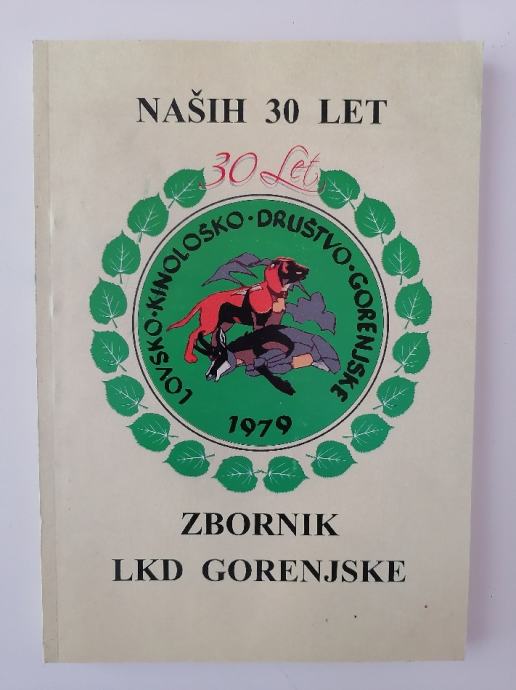 NAŠIH 30 LET
30 Let
LOVSKO · KINOLOŠKO · DRUŠTVO · GORENJSKE
1979
ZBORNIK
LKD GORENJSKE